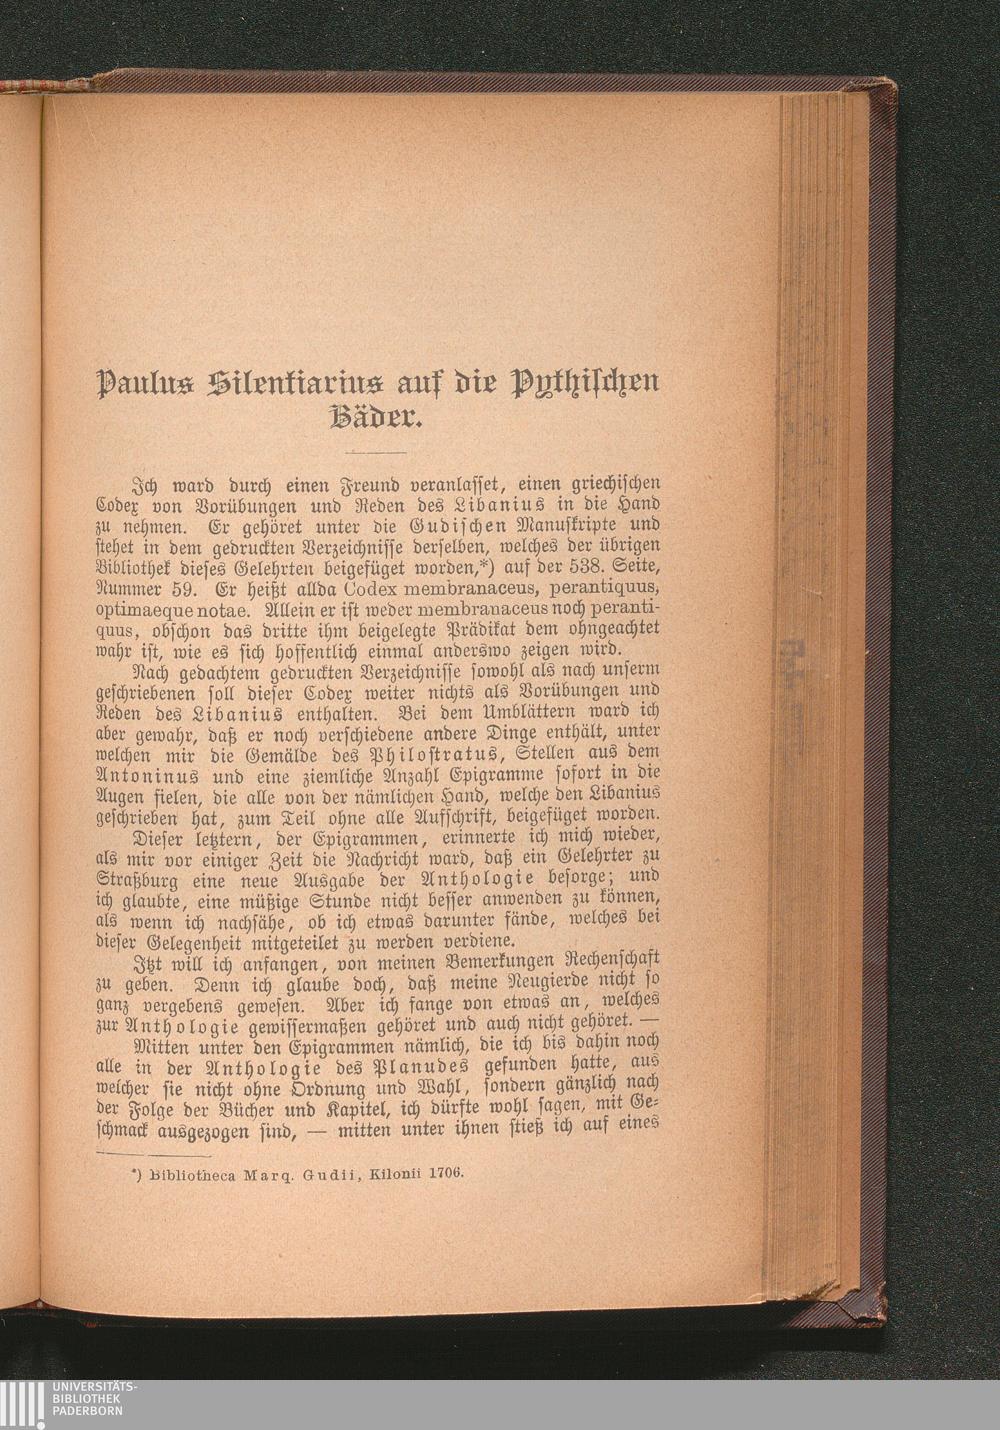 Paulus Silentiarius auf die Pythischen
Bäder.
Ich ward durch einen Freund veranlasset, einen griechischen
Codex von Vorübungen und Reden des Libanius in die Hand
zu nehmen. Er gehöret unter die Gudischen Manuskripte und
stehet in dem gedruckten Verzeichnisse derselben, welches der übrigen
Bibliothek dieses Gelehrten beigefüget worden,*) auf der 538. Seite,
Nummer 59. Er heißt allda Codex membranaceus, perantiquus,
optimaeque notae. Allein er ist weder membranaceus noch peranti-
quus, obschon das dritte ihm beigelegte Prädikat dem ohngeachtet
wahr ist, wie es sich hoffentlich einmal anderswo zeigen wird.
Nach gedachtem gedruckten Verzeichnisse sowohl als nach unserm
geschriebenen soll dieser Codex weiter nichts als Vorübungen und
Reden des Libanius enthalten. Bei dem Umblättern ward ich
aber gewahr, daß er noch verschiedene andere Dinge enthält, unter
welchen mir die Gemälde des Philostratus, Stellen aus dem
Antoninus und eine ziemliche Anzahl Epigramme sofort in die
Augen fielen, die alle von der nämlichen Hand, welche den Libanius
geschrieben hat, zum Teil ohne alle Aufschrift, beigefüget worden.
Dieser letztern, der Epigrammen, erinnerte ich mich wieder,
als mir vor einiger Zeit die Nachricht ward, daß ein Gelehrter zu
Straßburg eine neue Ausgabe der Anthologie besorge; und
ich glaubte, eine müßige Stunde nicht besser anwenden zu können,
als wenn ich nachsähe, ob ich etwas darunter fände, welches bei
dieser Gelegenheit mitgeteilet zu werden verdiene.
Itzt will ich anfangen, von meinen Bemerkungen Rechenschaft
zu geben. Denn ich glaube doch, daß meine Neugierde nicht so
ganz vergebens gewesen. Aber ich fange von etwas an, welches
zur Anthologie gewissermaßen gehöret und auch nicht gehöret. —
Mitten unter den Epigrammen nämlich, die ich bis dahin noch
alle in der Anthologie des Planudes gefunden hatte, aus
welcher sie nicht ohne Ordnung und Wahl, sondern gänzlich nach
der Folge der Bücher und Kapitel, ich dürfte wohl sagen, mit Ge-
schmack ausgezogen sind, — mitten unter ihnen stieß ich auf eines
*) Bibliotheca Marq. Gudii, Kilonii 1706.
UNIVERSITÄTS-
BIBLIOTHEK
PADERBORN